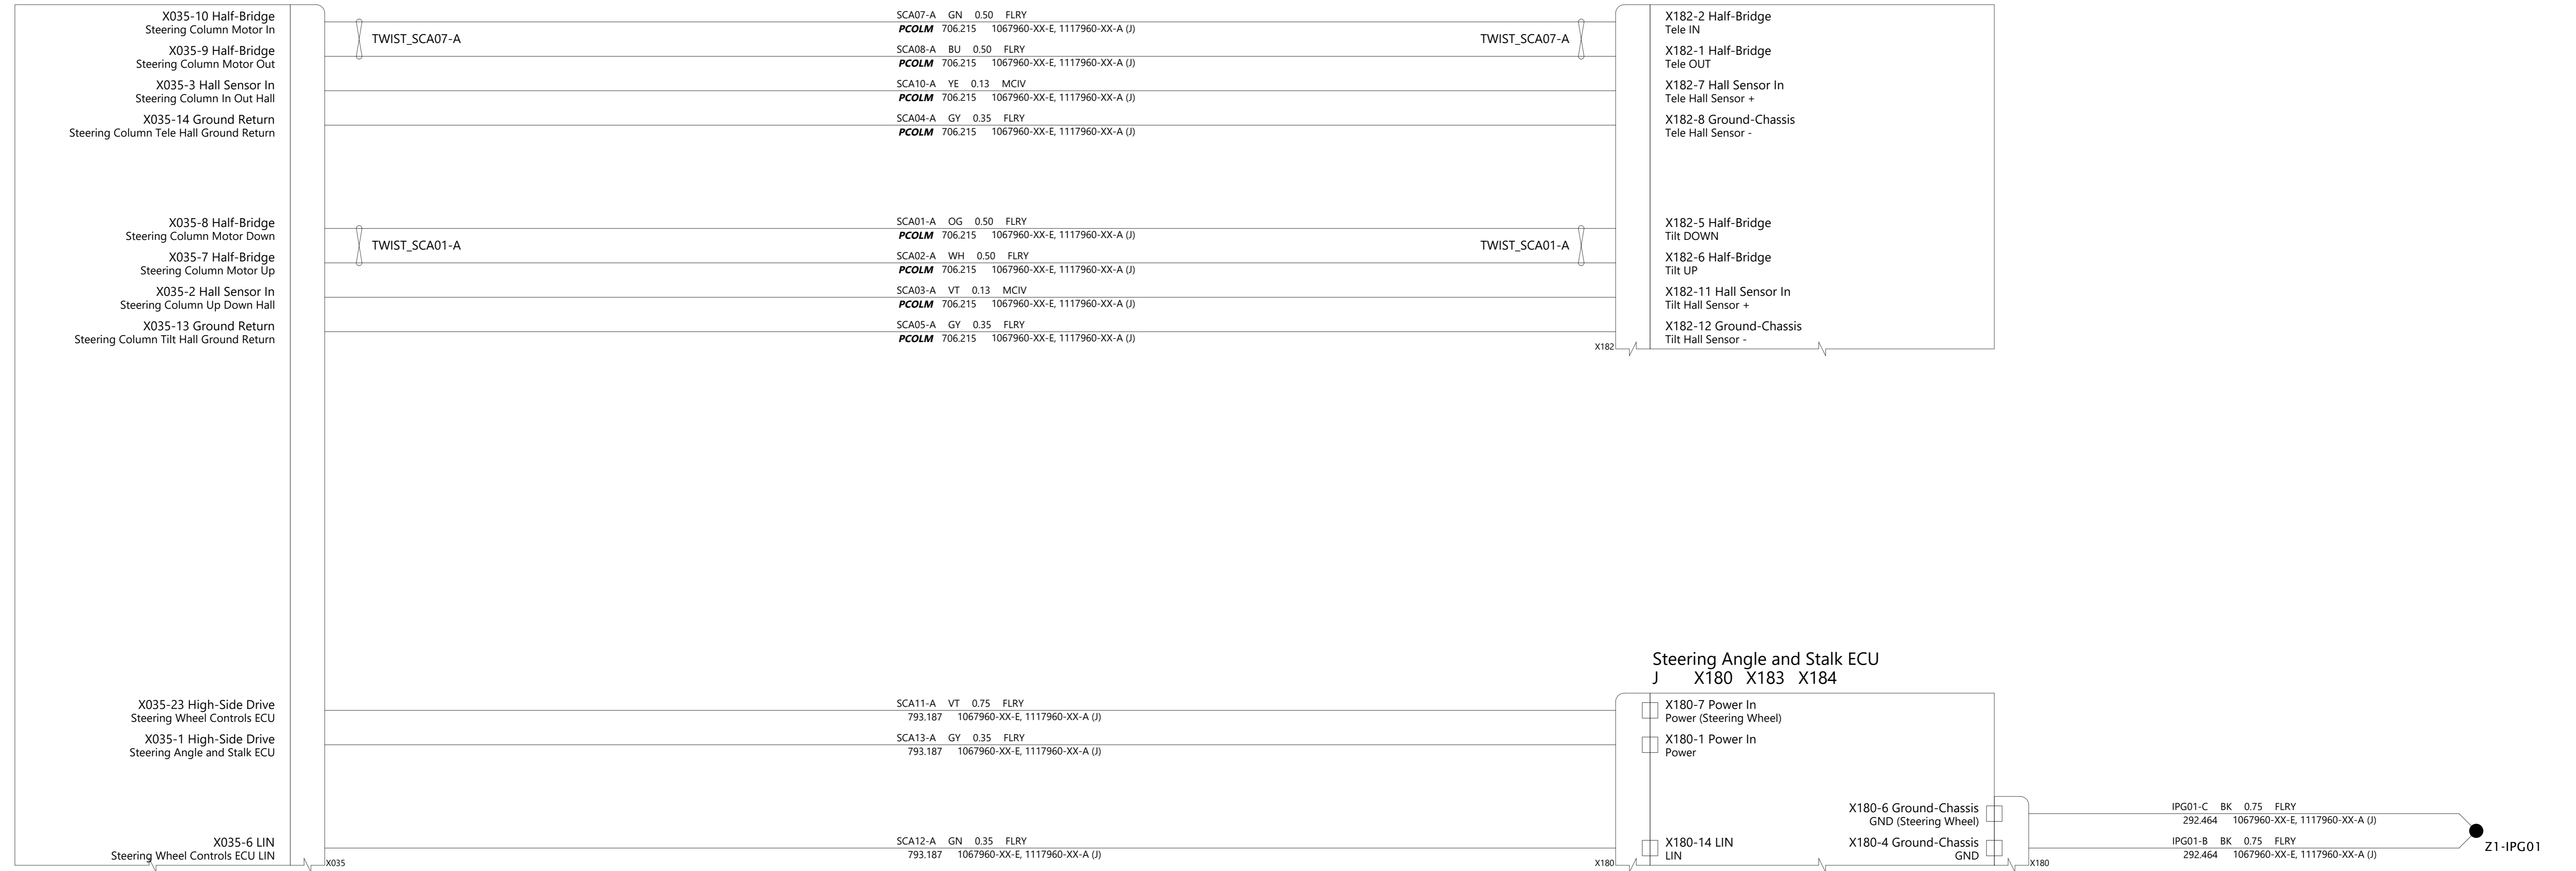 X035-10 Half-Bridge
Steering Column Motor In
X035-9 Half-Bridge
Steering Column Motor Out
X035-3 Hall Sensor In
Steering Column In Out Hall
X035-14 Ground Return
Steering Column Tele Hall Ground Return
X035-8 Half-Bridge
Steering Column Motor Down
X035-7 Half-Bridge
Steering Column Motor Up
X035-2 Hall Sensor In
Steering Column Up Down Hall
X035-13 Ground Return
Steering Column Tilt Hall Ground Return
X035-23 High-Side Drive
Steering Wheel Controls ECU
X035-1 High-Side Drive
Steering Angle and Stalk ECU
X035-6 LIN
Steering Wheel Controls ECU LIN
X035
TWIST_SCA07-A
TWIST_SCA01-A
SCA07-A GN 0.50 FLRY
PCOLM 706.215 1067960-XX-E, 1117960-XX-A (J)
SCA08-A BU 0.50 FLRY
PCOLM 706.215 1067960-XX-E, 1117960-XX-A (J)
SCA10-A YE 0.13 MCIV
PCOLM 706.215 1067960-XX-E, 1117960-XX-A (J)
SCA04-A GY 0.35 FLRY
PCOLM 706.215 1067960-XX-E, 1117960-XX-A (J)
SCA01-A OG 0.50 FLRY
PCOLM 706.215 1067960-XX-E, 1117960-XX-A (J)
SCA02-A WH 0.50 FLRY
PCOLM 706.215 1067960-XX-E, 1117960-XX-A (J)
SCA03-A VT 0.13 MCIV
PCOLM 706.215 1067960-XX-E, 1117960-XX-A (J)
SCA05-A GY 0.35 FLRY
PCOLM 706.215 1067960-XX-E, 1117960-XX-A (J)
SCA11-A VT 0.75 FLRY
793.187 1067960-XX-E, 1117960-XX-A (J)
SCA13-A GY 0.35 FLRY
793.187 1067960-XX-E, 1117960-XX-A (J)
SCA12-A GN 0.35 FLRY
793.187 1067960-XX-E, 1117960-XX-A (J)
TWIST_SCA07-A
TWIST_SCA01-A
X182-2 Half-Bridge
Tele IN
X182-1 Half-Bridge
Tele OUT
X182-7 Hall Sensor In
Tele Hall Sensor +
X182-8 Ground-Chassis
Tele Hall Sensor -
X182-5 Half-Bridge
Tilt DOWN
X182-6 Half-Bridge
Tilt UP
X182-11 Hall Sensor In
Tilt Hall Sensor +
X182-12 Ground-Chassis
Tilt Hall Sensor -
X182
Steering Angle and Stalk ECU
J X180 X183 X184
X180-7 Power In
Power (Steering Wheel)
X180-1 Power In
Power
X180-14 LIN
LIN
X180
X180-6 Ground-Chassis
GND (Steering Wheel)
X180-4 Ground-Chassis
GND
X180
IPG01-C BK 0.75 FLRY
292.464 1067960-XX-E, 1117960-XX-A (J)
IPG01-B BK 0.75 FLRY
292.464 1067960-XX-E, 1117960-XX-A (J)
Z1-IPG01